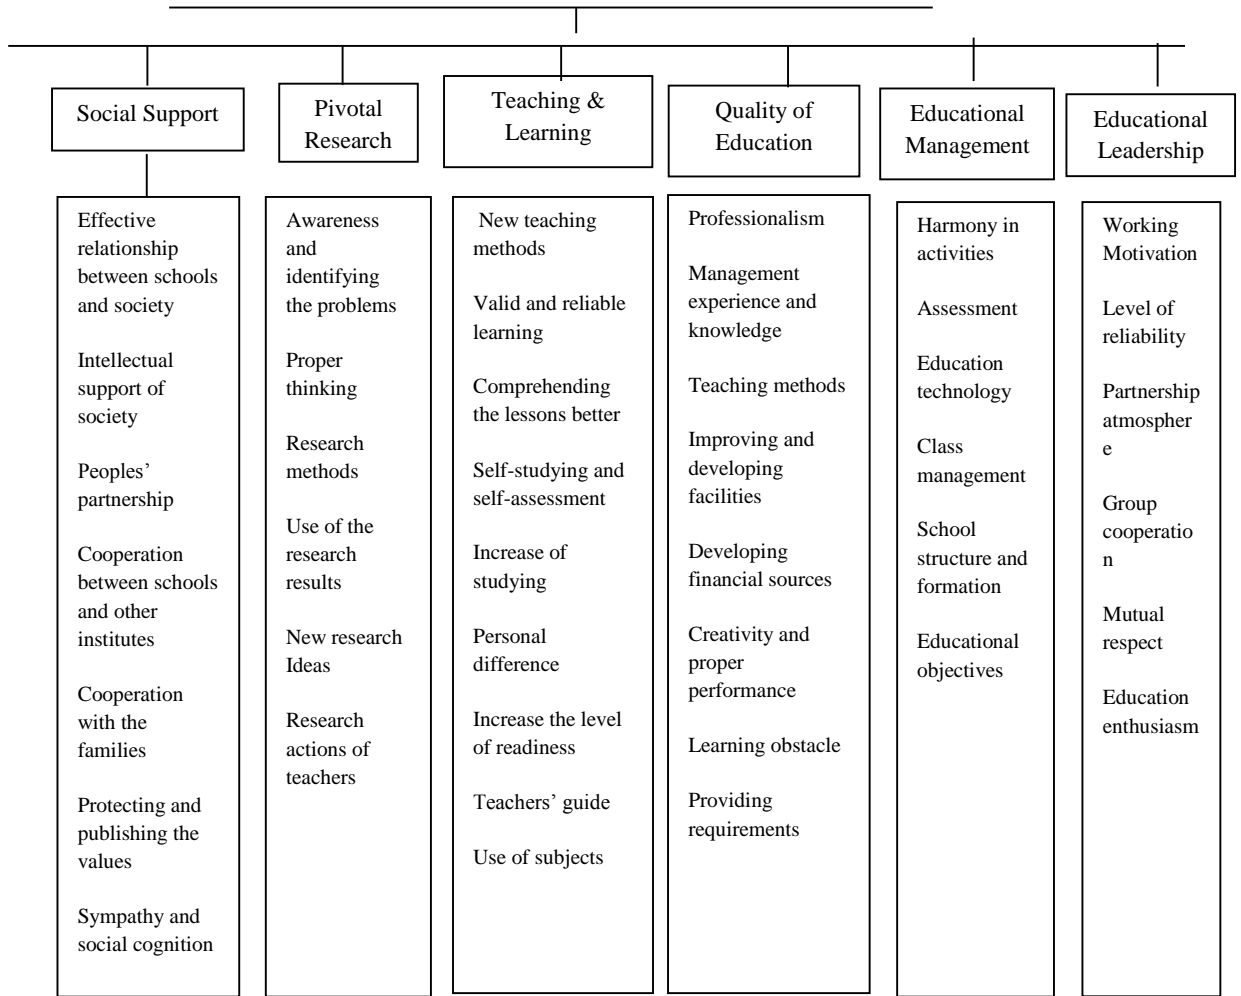 Social Support
Pivotal
Research
Teaching &
Learning
Quality of
Education
Educational
Management
Educational
Leadership
Effective
relationship
between schools
and society
Intellectual
support of
society
Peoples’
partnership
Cooperation
between schools
and other
institutes
Cooperation
with the
families
Protecting and
publishing the
values
Sympathy and
social cognition
Awareness
and
identifying
the problems
Proper
thinking
Research
methods
Use of the
research
results
New research
Ideas
Research
actions of
teachers
New teaching
methods
Valid and reliable
learning
Comprehending
the lessons better
Self-studying and
self-assessment
Increase of
studying
Personal
difference
Increase the level
of readiness
Teachers’ guide
Use of subjects
Professionalism
Management
experience and
knowledge
Teaching methods
Improving and
developing
facilities
Developing
financial sources
Creativity and
proper
performance
Learning obstacle
Providing
requirements
Harmony in
activities
Assessment
Education
technology
Class
management
School
structure and
formation
Educational
objectives
Working
Motivation
Level of
reliability
Partnership
atmospher
e
Group
cooperatio
n
Mutual
respect
Education
enthusiasm